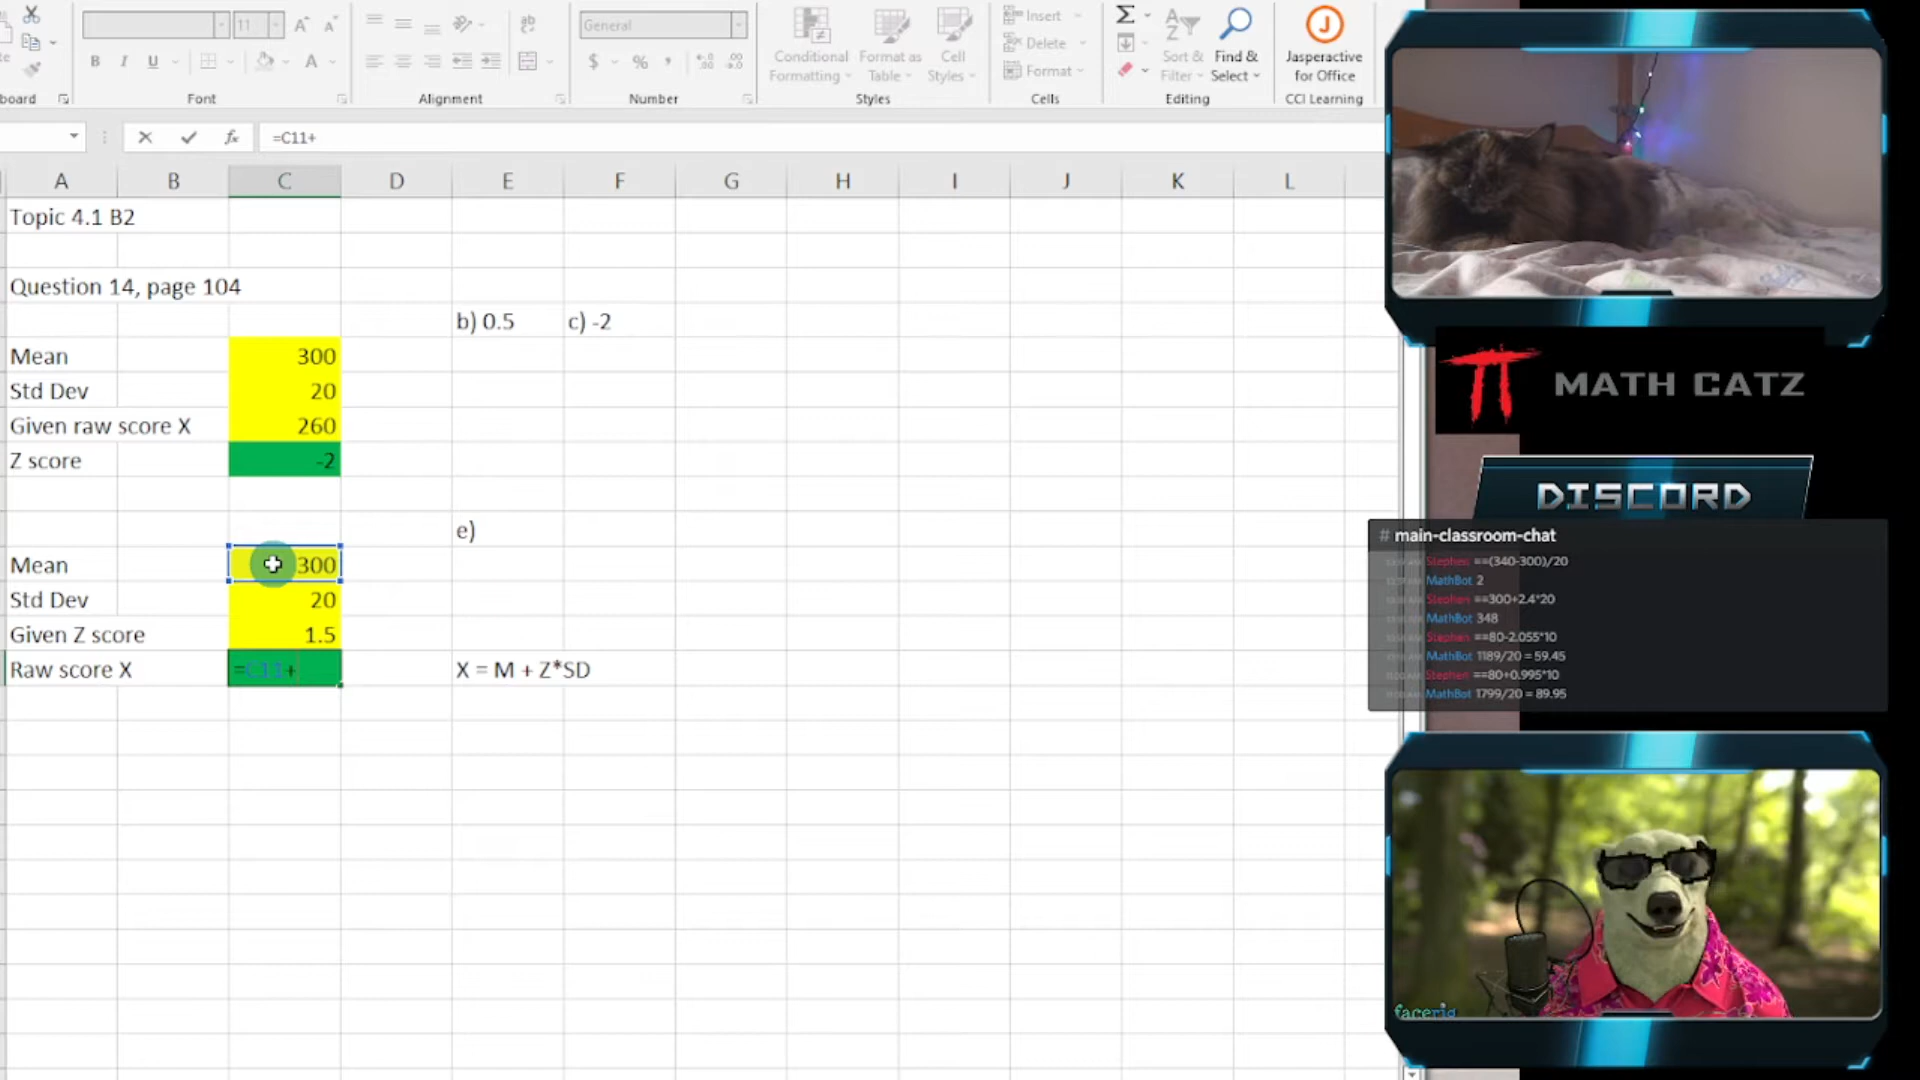 11
General
Insert
Delete
Format
Conditional Formatting
Format as Table
Cell Styles
Sort & Filter
Find & Select
Jasperactive for Office
board
Font
Alignment
Number
Styles
Cells
Editing
CCI Learning
=C11+
A B C D E F G H I J K L
Topic 4.1 B2
Question 14, page 104
b) 0.5 c) -2
Mean 300
Std Dev 20
Given raw score X 260
Z score -2
e)
Mean 300
Std Dev 20
Given Z score 1.5
Raw score X =C11+ X = M + Z*SD
MATH CATZ
DISCORD
# main-classroom-chat
Stephen ==(340-300)/20
MathBot 2
Stephen ==300+2.4*20
MathBot 348
Stephen ==80-2.055*10
MathBot 1189/20 = 59.45
Stephen ==80+0.995*10
MathBot 1799/20 = 89.95
facerig